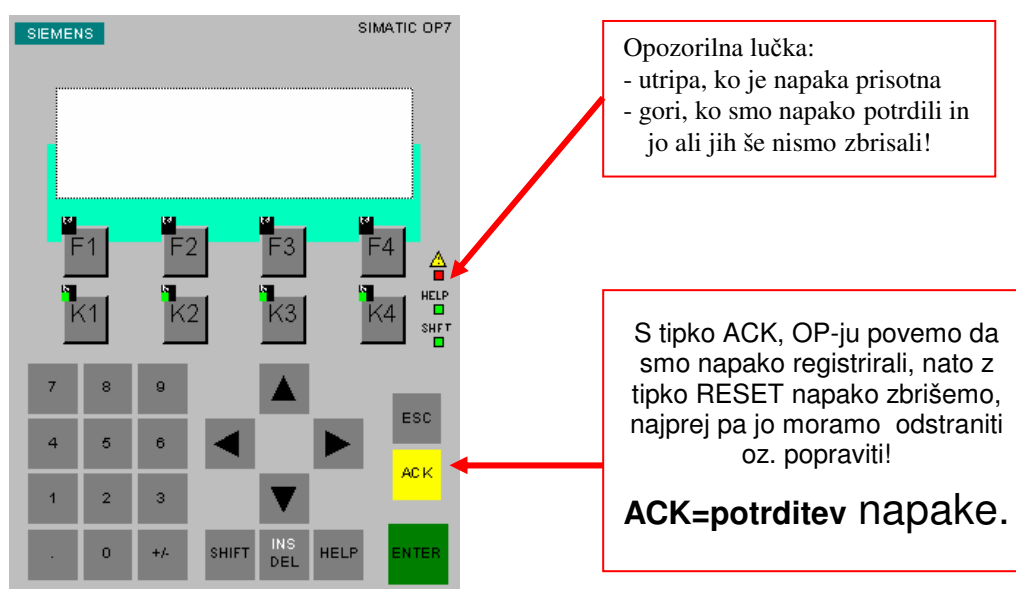 SIEMENS
SIMATIC OP7
F1 F2 F3 F4
HELP
K1 K2 K3 K4
SHFT
7 8 9
ESC
4 5 6
ACK
1 2 3
. 0 +/- SHIFT INS DEL HELP ENTER
Opozorilna lučka:
- utripa, ko je napaka prisotna
- gori, ko smo napako potrdili in
jo ali jih še nismo zbrisali!
S tipko ACK, OP-ju povemo da
smo napako registrirali, nato z
tipko RESET napako zbrišemo,
najprej pa jo moramo odstraniti
oz. popraviti!
ACK=potrditev napake.